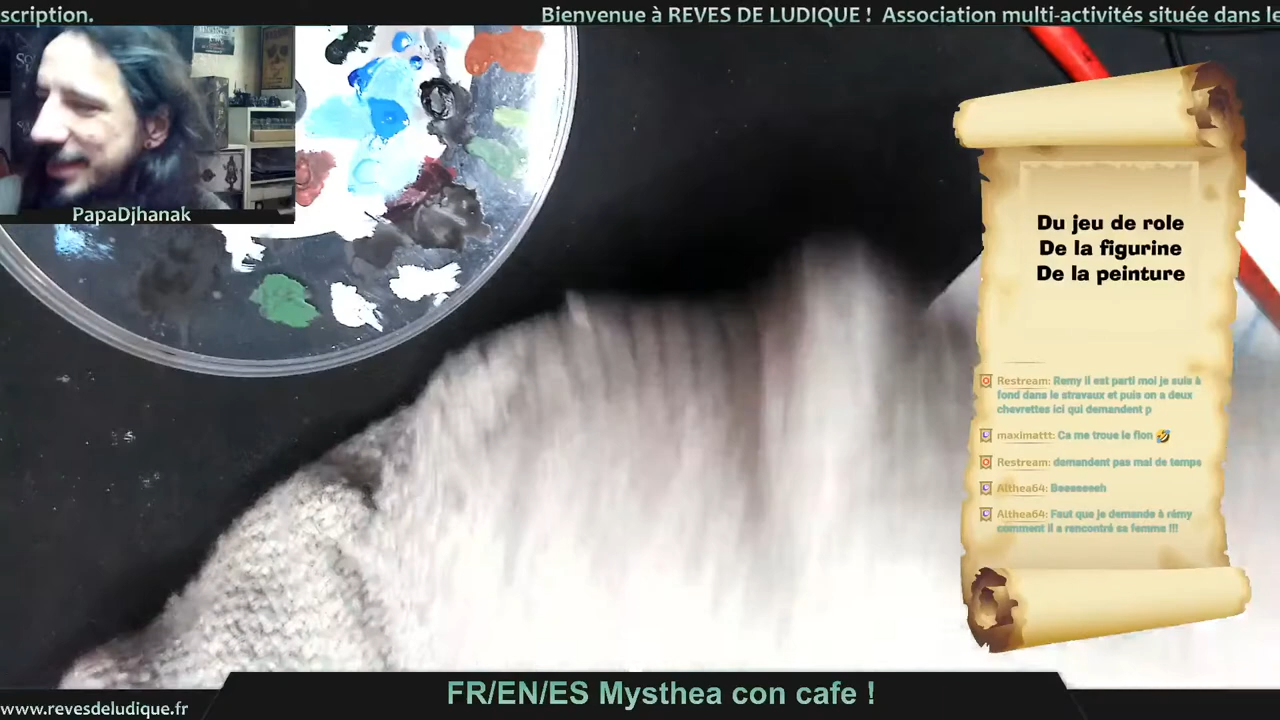 scription.
Bienvenue à REVES DE LUDIQUE ! Association multi-activités située dans le
PapaDjhanak
Du jeu de role
De la figurine
De la peinture
Restream: Remy il est parti moi je suis à
fond dans le stravaux et puis on a deux
chevrettes ici qui demandent p
maximattt: Ca me troue le fion 🤣
Restream: demandent pas mal de temps
Althea64: Beeeeeeh
Althea64: Faut que je demande à rémy
comment il a rencontré sa femme !!!
FR/EN/ES Mysthea con cafe !
www.revesdeludique.fr